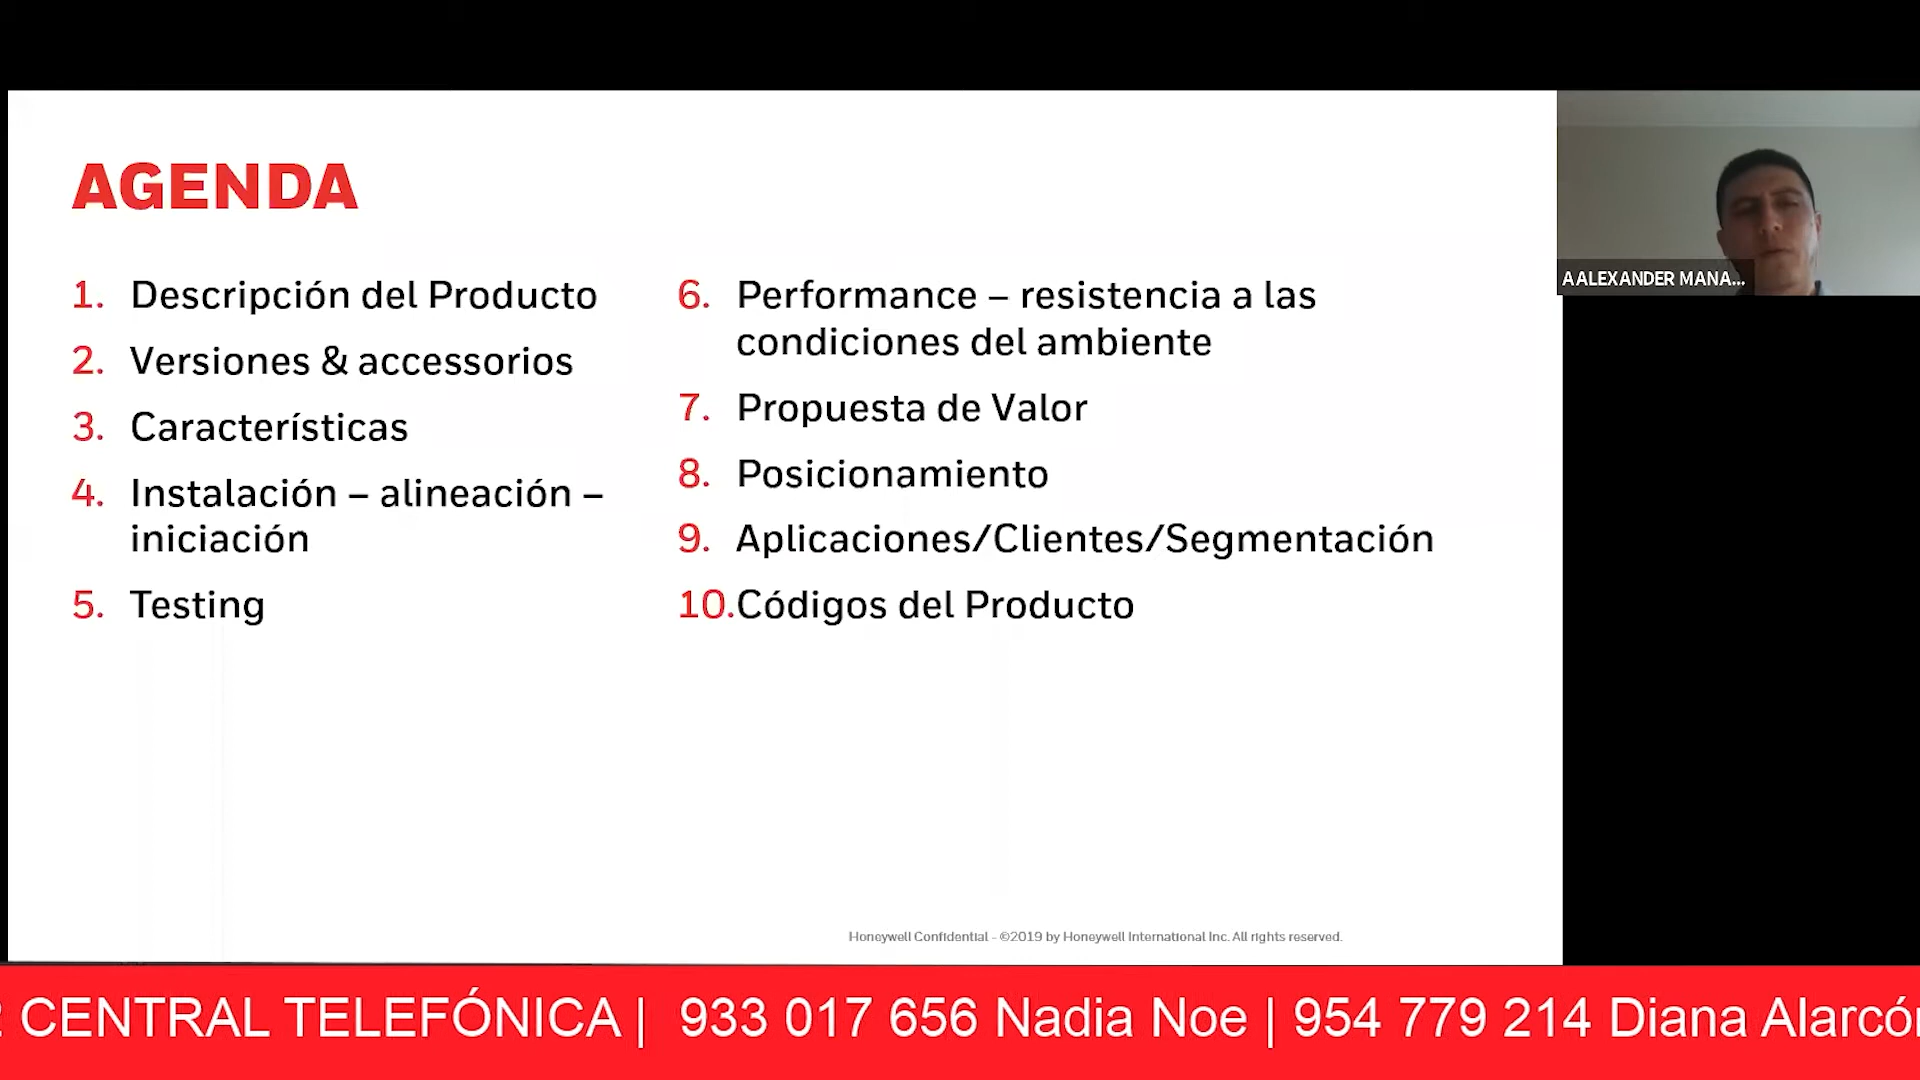 AGENDA
1. Descripción del Producto
2. Versiones & accessorios
3. Características
4. Instalación – alineación –
iniciación
5. Testing
6. Performance – resistencia a las
condiciones del ambiente
7. Propuesta de Valor
8. Posicionamiento
9. Aplicaciones/Clientes/Segmentación
10.Códigos del Producto
AALEXANDER MANA...
Honeywell Confidential - ©2019 by Honeywell International Inc. All rights reserved.
CENTRAL TELEFÓNICA | 933 017 656 Nadia Noe | 954 779 214 Diana Alarcó